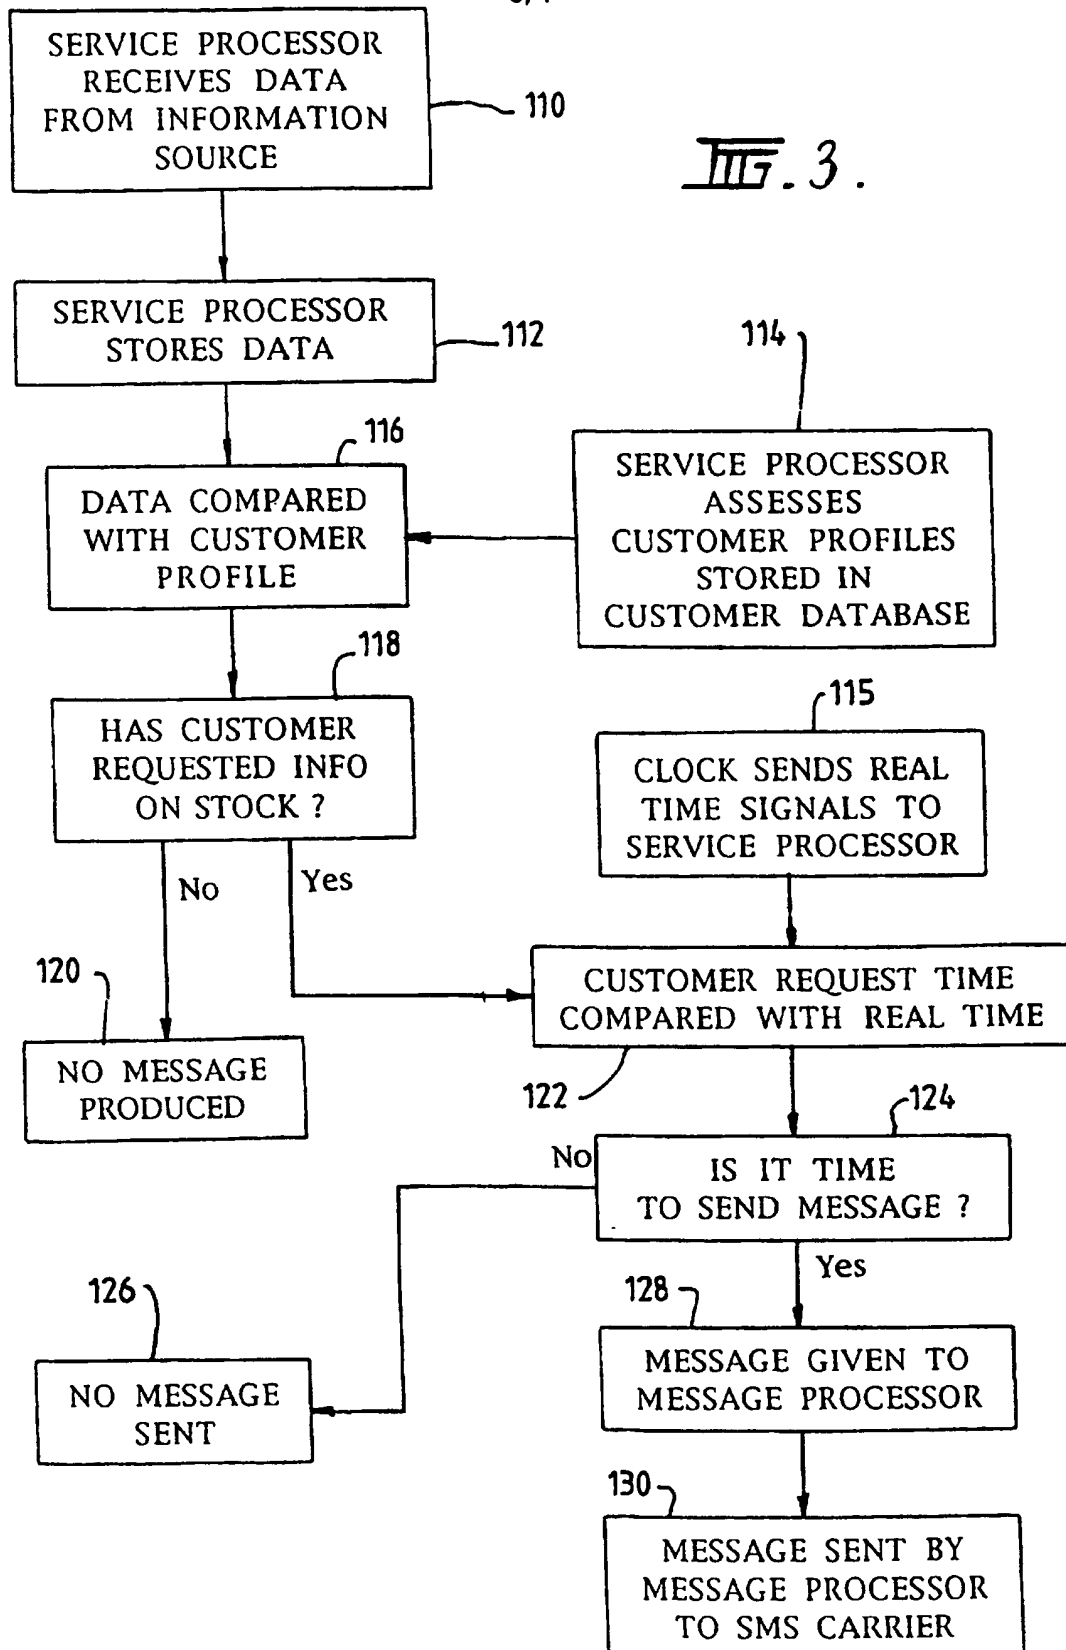 SERVICE PROCESSOR
RECEIVES DATA
FROM INFORMATION
SOURCE
110
FIG. 3.
SERVICE PROCESSOR
STORES DATA
112
114
116
DATA COMPARED
WITH CUSTOMER
PROFILE
SERVICE PROCESSOR
ASSESSES
CUSTOMER PROFILES
STORED IN
CUSTOMER DATABASE
118
HAS CUSTOMER
REQUESTED INFO
ON STOCK ?
115
CLOCK SENDS REAL
TIME SIGNALS TO
SERVICE PROCESSOR
No
Yes
120
NO MESSAGE
PRODUCED
CUSTOMER REQUEST TIME
COMPARED WITH REAL TIME
122
124
No
IS IT TIME
TO SEND MESSAGE ?
Yes
126
NO MESSAGE
SENT
128
MESSAGE GIVEN TO
MESSAGE PROCESSOR
130
MESSAGE SENT BY
MESSAGE PROCESSOR
TO SMS CARRIER